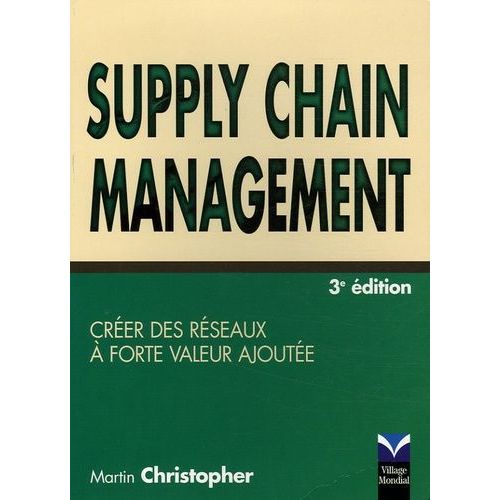 SUPPLY CHAIN
MANAGEMENT
3e édition
CRÉER DES RÉSEAUX
À FORTE VALEUR AJOUTÉE
Martin Christopher
Village
Mondial